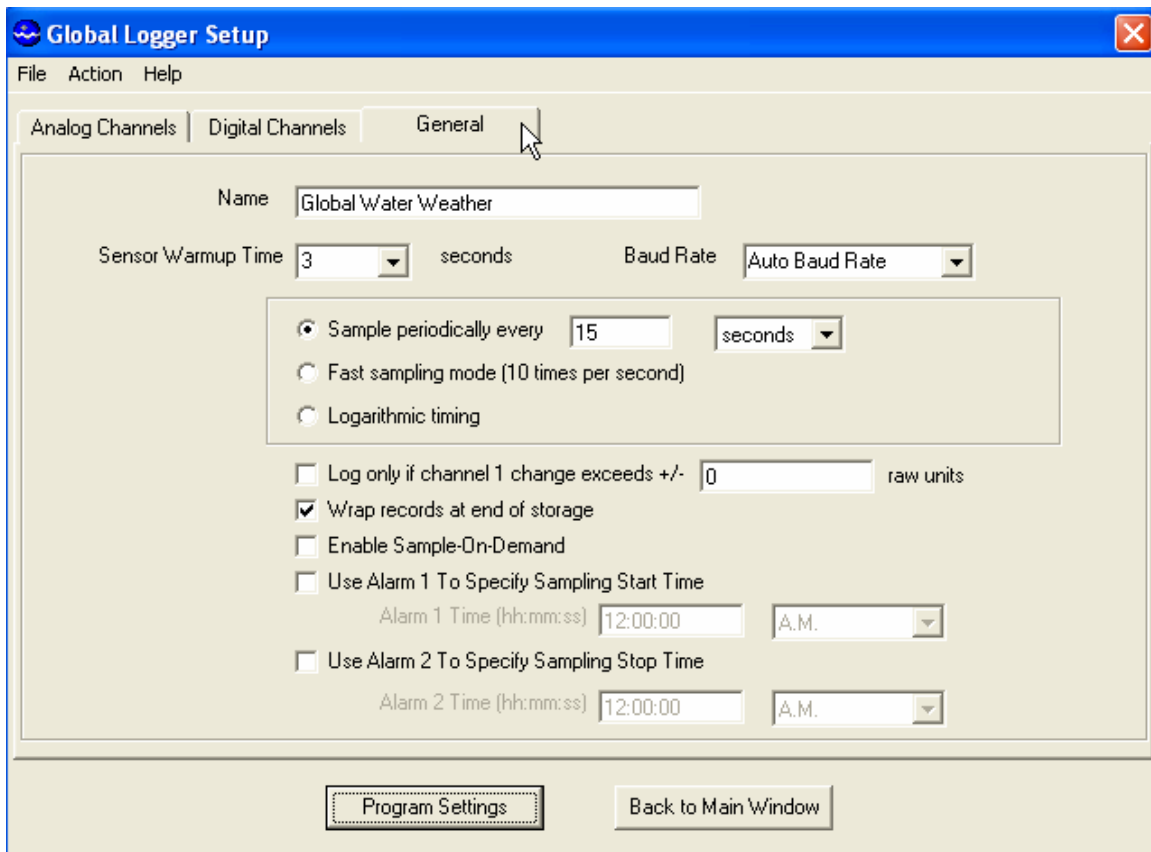 Global Logger Setup
File Action Help
Analog Channels Digital Channels General
Name Global Water Weather
Sensor Warmup Time 3 seconds Baud Rate Auto Baud Rate
Sample periodically every 15 seconds
Fast sampling mode (10 times per second)
Logarithmic timing
Log only if channel 1 change exceeds +/- 0 raw units
Wrap records at end of storage
Enable Sample-On-Demand
Use Alarm 1 To Specify Sampling Start Time
Alarm 1 Time (hh:mm:ss) 12:00:00 A.M.
Use Alarm 2 To Specify Sampling Stop Time
Alarm 2 Time (hh:mm:ss) 12:00:00 A.M.
Program Settings Back to Main Window